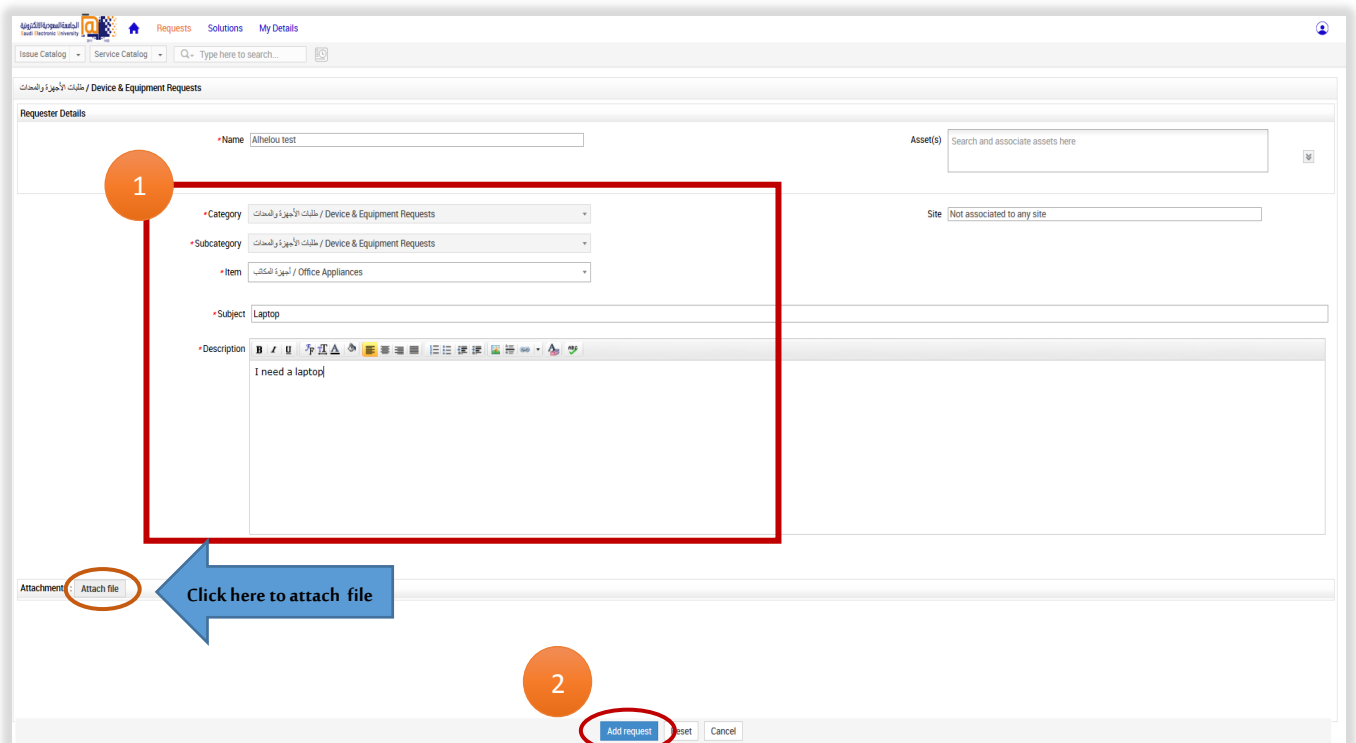 الجامعة السعودية الالكترونية
Saudi Electronic University
Requests Solutions My Details
Issue Catalog Service Catalog Type here to search...
طلبات الأجهزة والمعدات / Device & Equipment Requests
Requester Details
*Name Alhelou test Asset(s) Search and associate assets here
1
*Category طلبات الأجهزة والمعدات / Device & Equipment Requests Site Not associated to any site
*Subcategory طلبات الأجهزة والمعدات / Device & Equipment Requests
*Item أجهزة المكاتب / Office Appliances
*Subject Laptop
*Description B I U
I need a laptop
Attachment : Attach file
Click here to attach file
2
Add request Reset Cancel